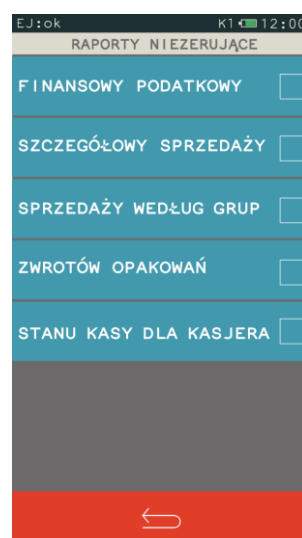 EJ:ok K1 12:00
RAPORTY NIEZERUJĄCE
FINANSOWY PODATKOWY
SZCZEGÓŁOWY SPRZEDAŻY
SPRZEDAŻY WEDŁUG GRUP
ZWROTÓW OPAKOWAŃ
STANU KASY DLA KASJERA